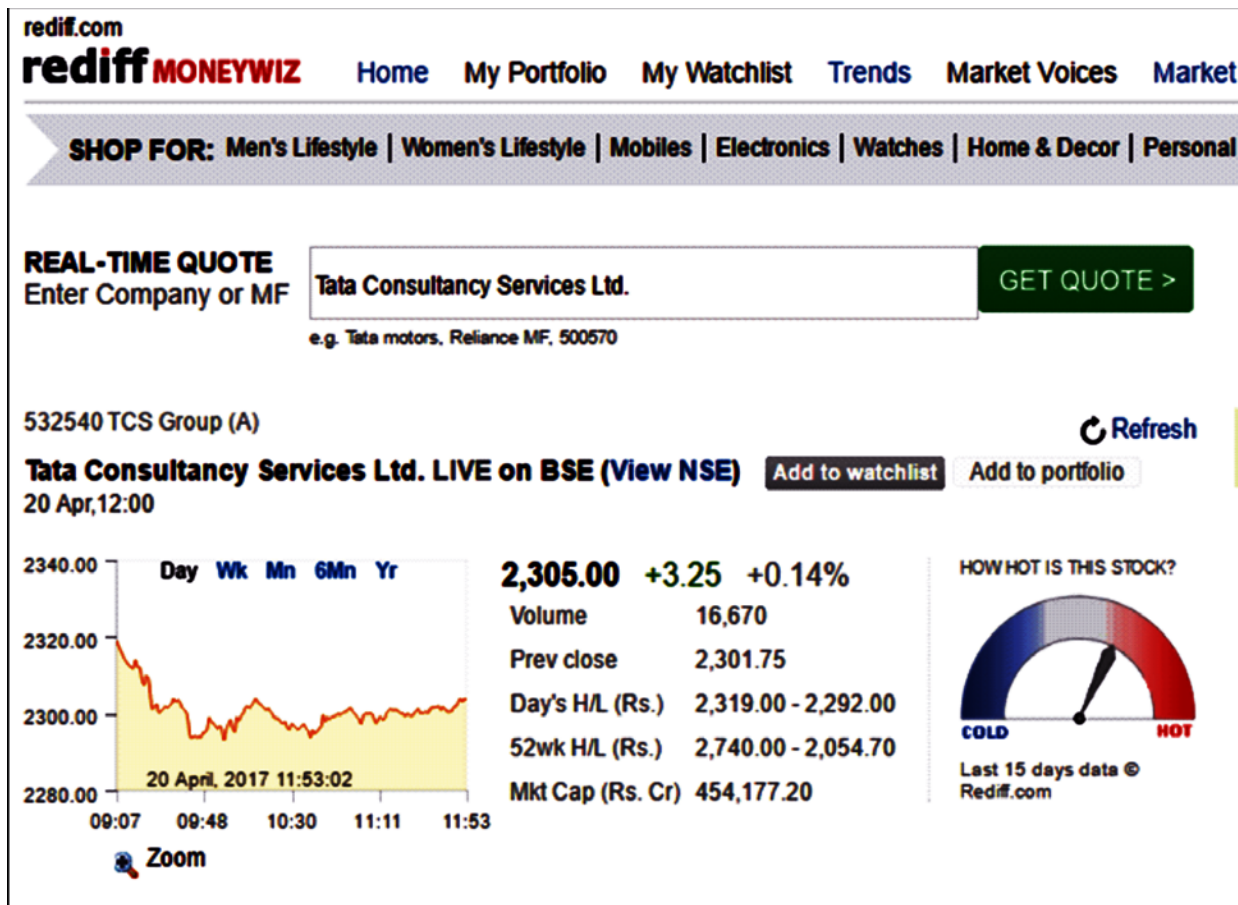 rediff.com
rediff MONEYWIZ Home My Portfolio My Watchlist Trends Market Voices Market
SHOP FOR: Men's Lifestyle | Women's Lifestyle | Mobiles | Electronics | Watches | Home & Decor | Personal
REAL-TIME QUOTE
Enter Company or MF
Tata Consultancy Services Ltd.
GET QUOTE >
e.g. Tata motors, Reliance MF, 500570
532540 TCS Group (A)
Refresh
Tata Consultancy Services Ltd. LIVE on BSE (View NSE) Add to watchlist Add to portfolio
20 Apr,12:00
Day Wk Mn 6Mn Yr
2340.00
2320.00
2300.00
2280.00
20 April, 2017 11:53:02
09:07 09:48 10:30 11:11 11:53
Zoom
2,305.00 +3.25 +0.14%
Volume 16,670
Prev close 2,301.75
Day's H/L (Rs.) 2,319.00 - 2,292.00
52wk H/L (Rs.) 2,740.00 - 2,054.70
Mkt Cap (Rs. Cr) 454,177.20
HOW HOT IS THIS STOCK?
COLD HOT
Last 15 days data ©
Rediff.com